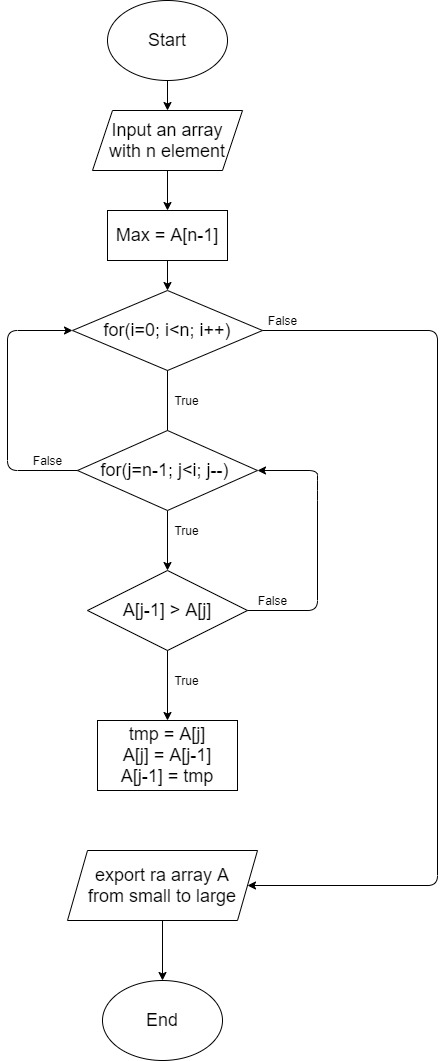 Start
Input an array
with n element
Max = A[n-1]
for(i=0; i<n; i++)
False
True
for(j=n-1; j<i; j--)
False
True
A[j-1] > A[j]
False
True
tmp = A[j]
A[j] = A[j-1]
A[j-1] = tmp
export ra array A
from small to large
End